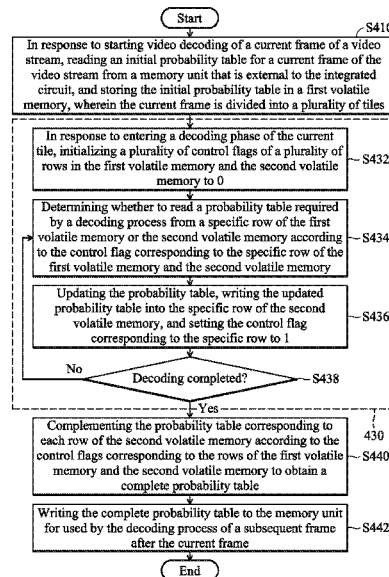 Start
S410
In response to starting video decoding of a current frame of a video
stream, reading an initial probability table for a current frame of
the video stream from a memory unit that is external to the integrated
circuit, and storing the initial probability table in a first volatile
memory, wherein the current frame is divided into a plurality of tiles
In response to entering a decoding phase of the current
tile, initializing a plurality of control flags of a plurality of
rows in the first volatile memory and the second volatile
memory to 0
S432
Determining whether to read a probability table required
by a decoding process from a specific row of the first
volatile memory or the second volatile memory according
to the control flag corresponding to the specific row of the
first volatile memory and the second volatile memory
S434
Updating the probability table, writing the updated
probability table into the specific row of the second
volatile memory, and setting the control flag
corresponding to the specific row to 1
S436
No
Decoding completed?
S438
Yes
430
Complementing the probability table corresponding to
each row of the second volatile memory according to the
control flags corresponding to the rows of the first volatile
memory and the second volatile memory to obtain a
complete probability table
S440
Writing the complete probability table to the memory unit
for used by the decoding process of a subsequent frame
after the current frame
S442
End